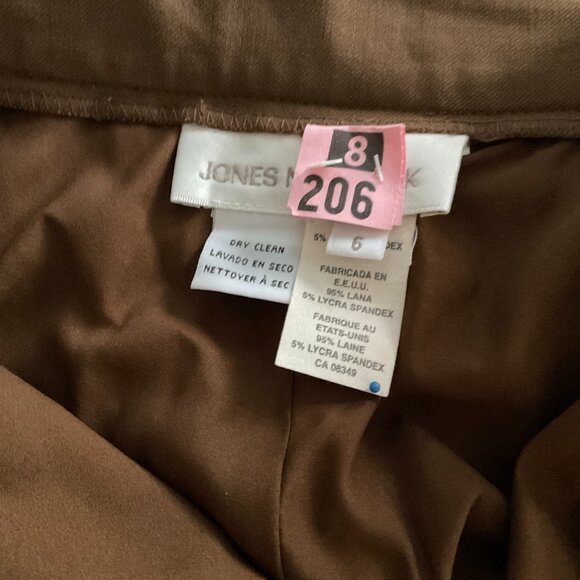 8
206
JONES N K
6
DRY CLEAN
LAVADO EN SECO
NETTOYER À SEC
5% DEX
FABRICADA EN
E.E.U.U.
95% LANA
5% LYCRA SPANDEX
FABRIQUE AU
ETATS-UNIS
95% LAINE
5% LYCRA SPANDEX
CA 08349